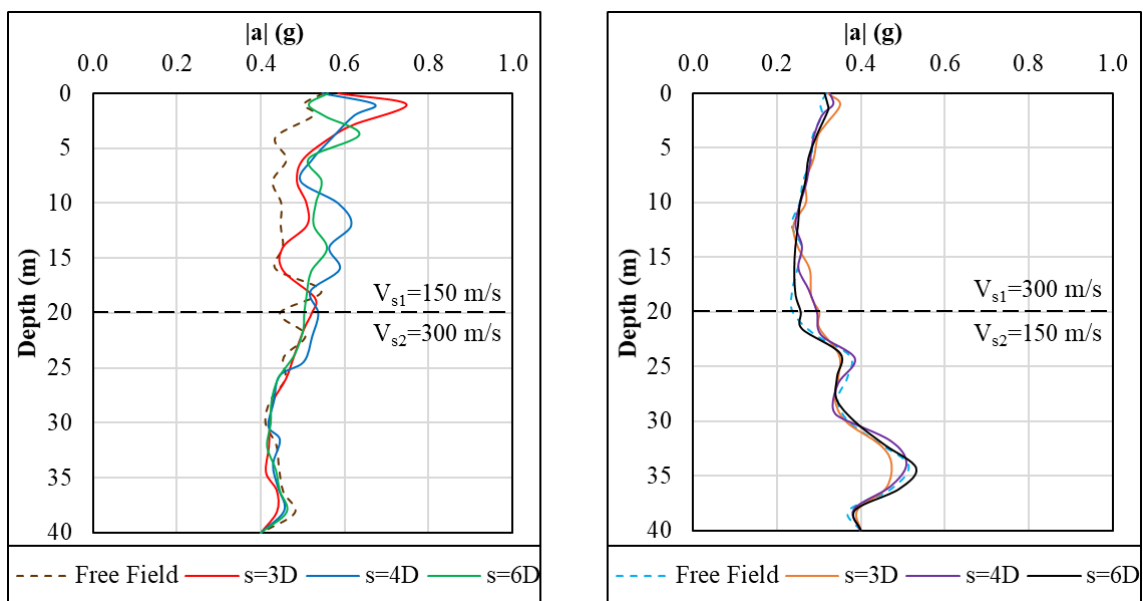 |a| (g)
0.0 0.2 0.4 0.6 0.8 1.0
0
5
10
15
20
25
30
35
40
Depth (m)
Vs1=150 m/s
Vs2=300 m/s
Free Field s=3D s=4D s=6D
|a| (g)
0.0 0.2 0.4 0.6 0.8 1.0
0
5
10
15
20
25
30
35
40
Depth (m)
Vs1=300 m/s
Vs2=150 m/s
Free Field s=3D s=4D s=6D